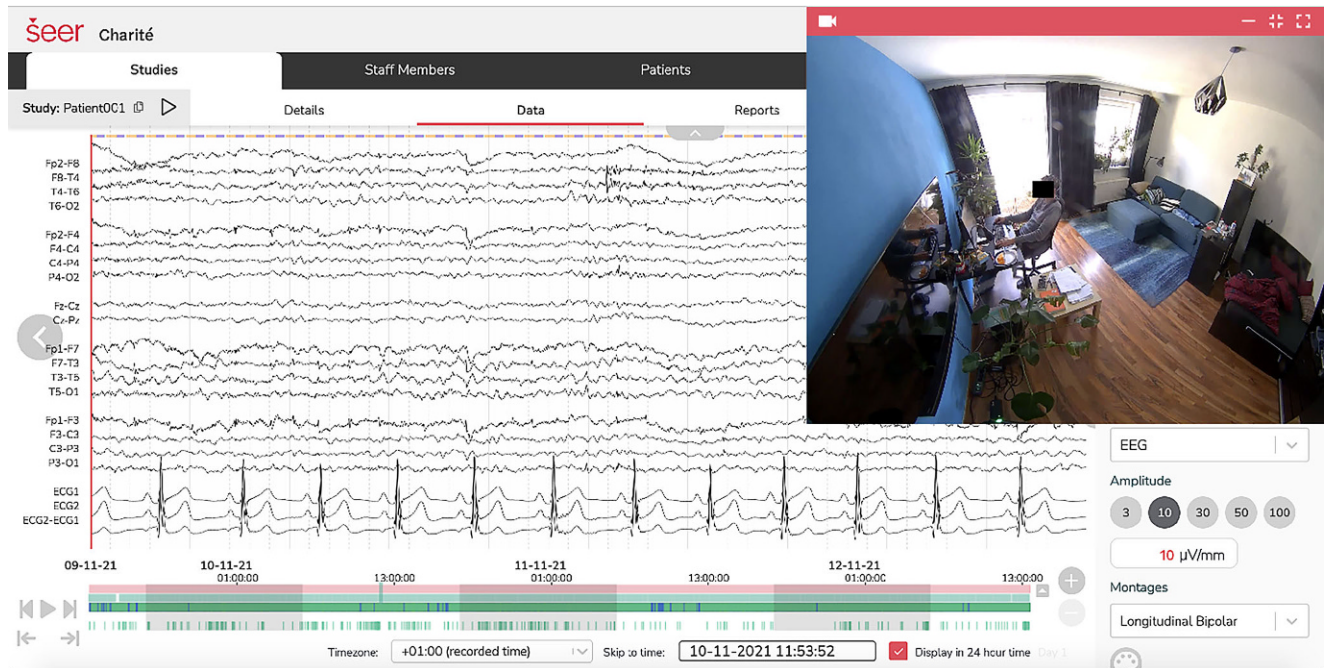 šeer Charité
Studies Staff Members Patients
Study: Patient001 Details Data Reports
Fp2-F8
F8-T4
T4-T6
T6-O2
Fp2-F4
F4-C4
C4-P4
P4-O2
Fz-Cz
Cz-Pz
Fp1-F7
F7-T3
T3-T5
T5-O1
Fp1-F3
F3-C3
C3-P3
P3-O1
ECG1
ECG2
ECG2-ECG1
EEG
Amplitude
3 10 30 50 100
10 µV/mm
Montages
Longitudinal Bipolar
09-11-21 10-11-21 11-11-21 12-11-21
01:00:00 13:00:00 01:00:00 13:00:00 01:00:00 13:00:00
Timezone: +01:00 (recorded time) Skip to time: 10-11-2021 11:53:52 Display in 24 hour time Day 1